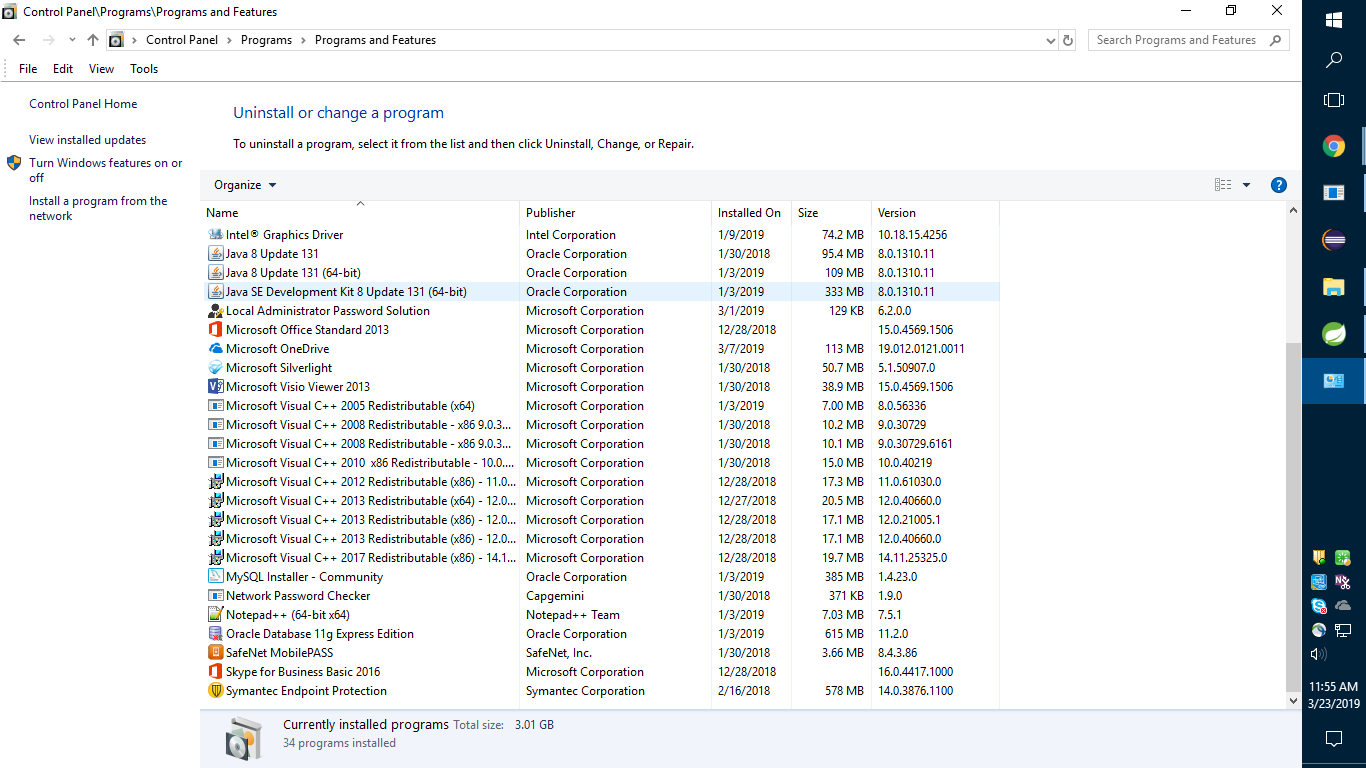 Control Panel\Programs\Programs and Features
Control Panel > Programs > Programs and Features
Search Programs and Features
File Edit View Tools
Control Panel Home
View installed updates
Turn Windows features on or
off
Install a program from the
network
Uninstall or change a program
To uninstall a program, select it from the list and then click Uninstall, Change, or Repair.
Organize
Name Publisher Installed On Size Version
Intel® Graphics Driver Intel Corporation 1/9/2019 74.2 MB 10.18.15.4256
Java 8 Update 131 Oracle Corporation 1/30/2018 95.4 MB 8.0.1310.11
Java 8 Update 131 (64-bit) Oracle Corporation 1/3/2019 109 MB 8.0.1310.11
Java SE Development Kit 8 Update 131 (64-bit) Oracle Corporation 1/3/2019 333 MB 8.0.1310.11
Local Administrator Password Solution Microsoft Corporation 3/1/2019 129 KB 6.2.0.0
Microsoft Office Standard 2013 Microsoft Corporation 12/28/2018 15.0.4569.1506
Microsoft OneDrive Microsoft Corporation 3/7/2019 113 MB 19.012.0121.0011
Microsoft Silverlight Microsoft Corporation 1/30/2018 50.7 MB 5.1.50907.0
Microsoft Visio Viewer 2013 Microsoft Corporation 1/30/2018 38.9 MB 15.0.4569.1506
Microsoft Visual C++ 2005 Redistributable (x64) Microsoft Corporation 1/3/2019 7.00 MB 8.0.56336
Microsoft Visual C++ 2008 Redistributable - x86 9.0.3... Microsoft Corporation 1/30/2018 10.2 MB 9.0.30729
Microsoft Visual C++ 2008 Redistributable - x86 9.0.3... Microsoft Corporation 1/30/2018 10.1 MB 9.0.30729.6161
Microsoft Visual C++ 2010 x86 Redistributable - 10.0.... Microsoft Corporation 1/30/2018 15.0 MB 10.0.40219
Microsoft Visual C++ 2012 Redistributable (x86) - 11.0... Microsoft Corporation 12/28/2018 17.3 MB 11.0.61030.0
Microsoft Visual C++ 2013 Redistributable (x64) - 12.0... Microsoft Corporation 12/27/2018 20.5 MB 12.0.40660.0
Microsoft Visual C++ 2013 Redistributable (x86) - 12.0... Microsoft Corporation 12/28/2018 17.1 MB 12.0.21005.1
Microsoft Visual C++ 2013 Redistributable (x86) - 12.0... Microsoft Corporation 12/28/2018 17.1 MB 12.0.40660.0
Microsoft Visual C++ 2017 Redistributable (x86) - 14.1... Microsoft Corporation 12/28/2018 19.7 MB 14.11.25325.0
MySQL Installer - Community Oracle Corporation 1/3/2019 385 MB 1.4.23.0
Network Password Checker Capgemini 1/30/2018 371 KB 1.9.0
Notepad++ (64-bit x64) Notepad++ Team 1/3/2019 7.03 MB 7.5.1
Oracle Database 11g Express Edition Oracle Corporation 1/3/2019 615 MB 11.2.0
SafeNet MobilePASS SafeNet, Inc. 1/30/2018 3.66 MB 8.4.3.86
Skype for Business Basic 2016 Microsoft Corporation 12/28/2018 16.0.4417.1000
Symantec Endpoint Protection Symantec Corporation 2/16/2018 578 MB 14.0.3876.1100
Currently installed programs Total size: 3.01 GB
34 programs installed
11:55 AM
3/23/2019